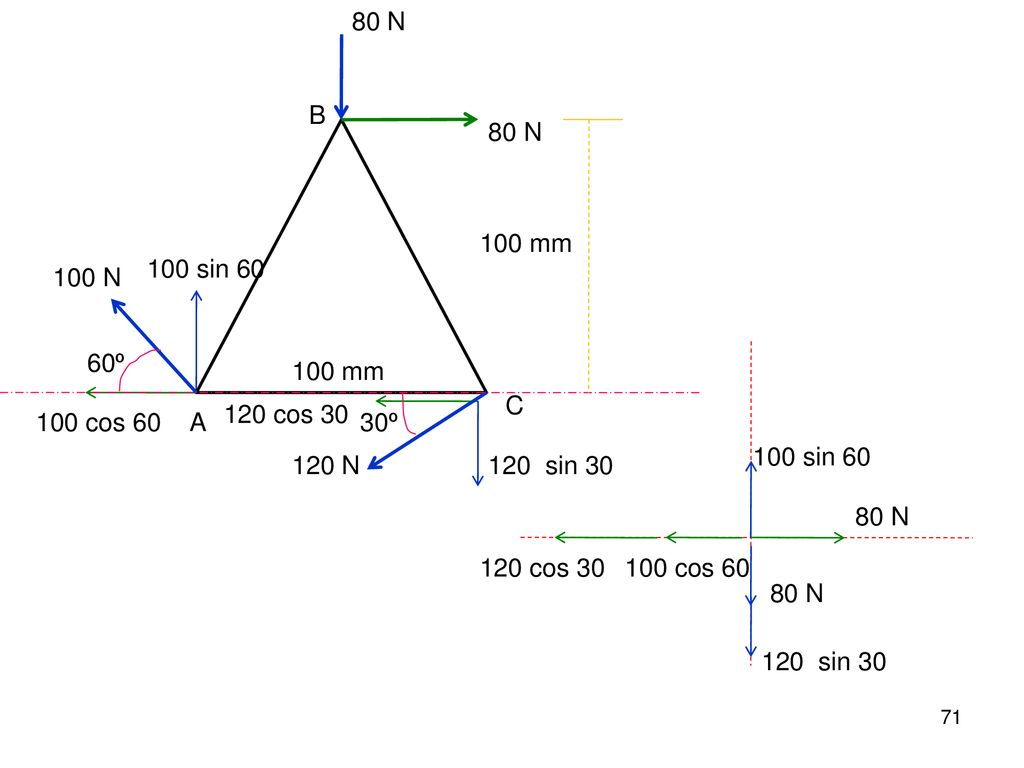 80 N
B
80 N
100 mm
100 sin 60
100 N
60º
100 mm
100 cos 60
A
120 cos 30
30º
C
120 N
120 sin 30
100 sin 60
80 N
120 cos 30
100 cos 60
80 N
120 sin 30
71